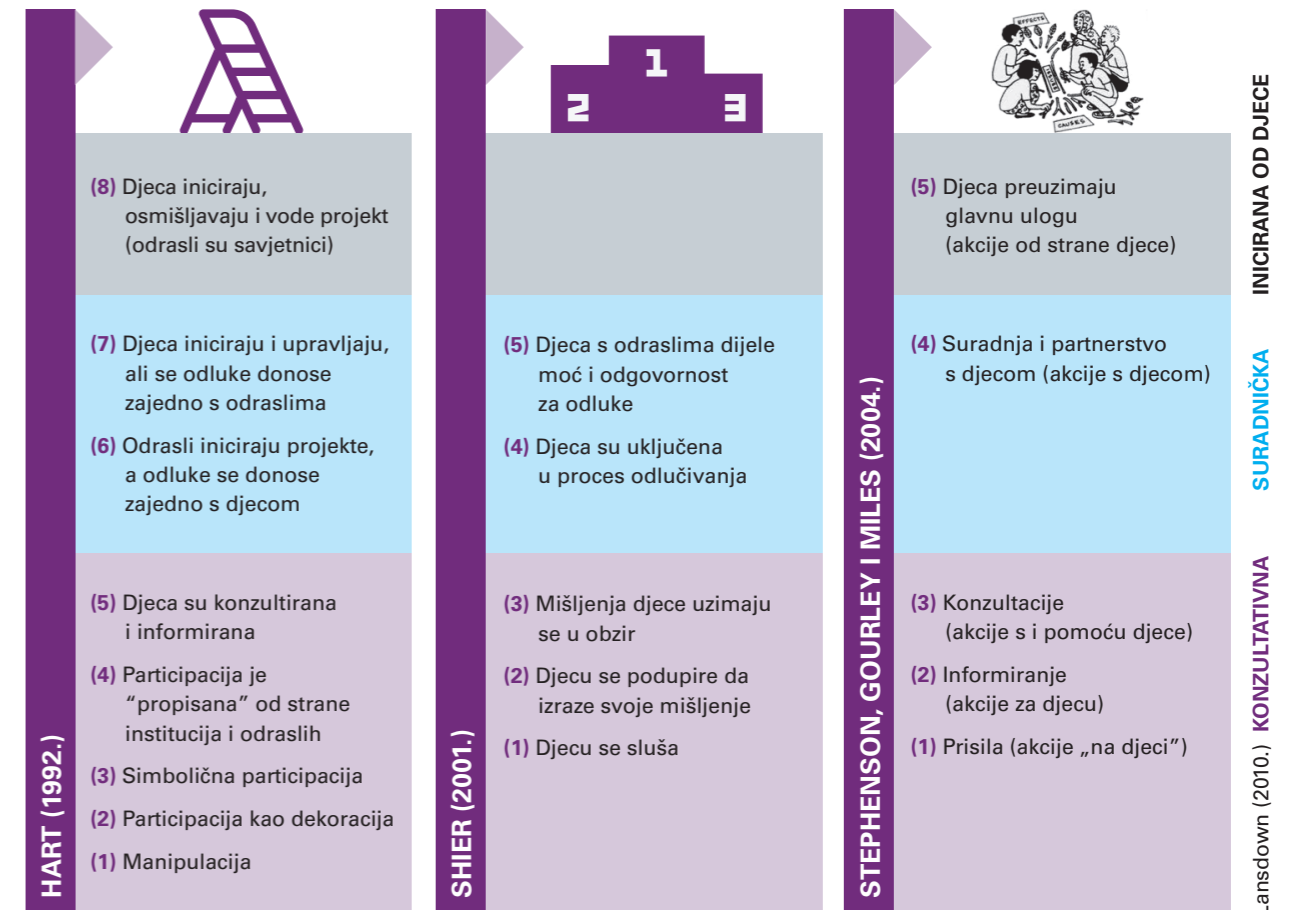 HART (1992.)
(8) Djeca iniciraju,
osmišljavaju i vode projekt
(odrasli su savjetnici)
(7) Djeca iniciraju i upravljaju,
ali se odluke donose
zajedno s odraslima
(6) Odrasli iniciraju projekte,
a odluke se donose
zajedno s djecom
(5) Djeca su konzultirana
i informirana
(4) Participacija je
“propisana” od strane
institucija i odraslih
(3) Simbolična participacija
(2) Participacija kao dekoracija
(1) Manipulacija
SHIER (2001.)
1
2
3
(5) Djeca s odraslima dijele
moć i odgovornost
za odluke
(4) Djeca su uključena
u proces odlučivanja
(3) Mišljenja djece uzimaju
se u obzir
(2) Djecu se podupire da
izraze svoje mišljenje
(1) Djecu se sluša
STEPHENSON, GOURLEY I MILES (2004.)
EFFECTS
CAUSES
(5) Djeca preuzimaju
glavnu ulogu
(akcije od strane djece)
(4) Suradnja i partnerstvo
s djecom (akcije s djecom)
(3) Konzultacije
(akcije s i pomoću djece)
(2) Informiranje
(akcije za djecu)
(1) Prisila (akcije „na djeci”)
INICIRANA OD DJECE
SURADNIČKA
KONZULTATIVNA
(2010.)